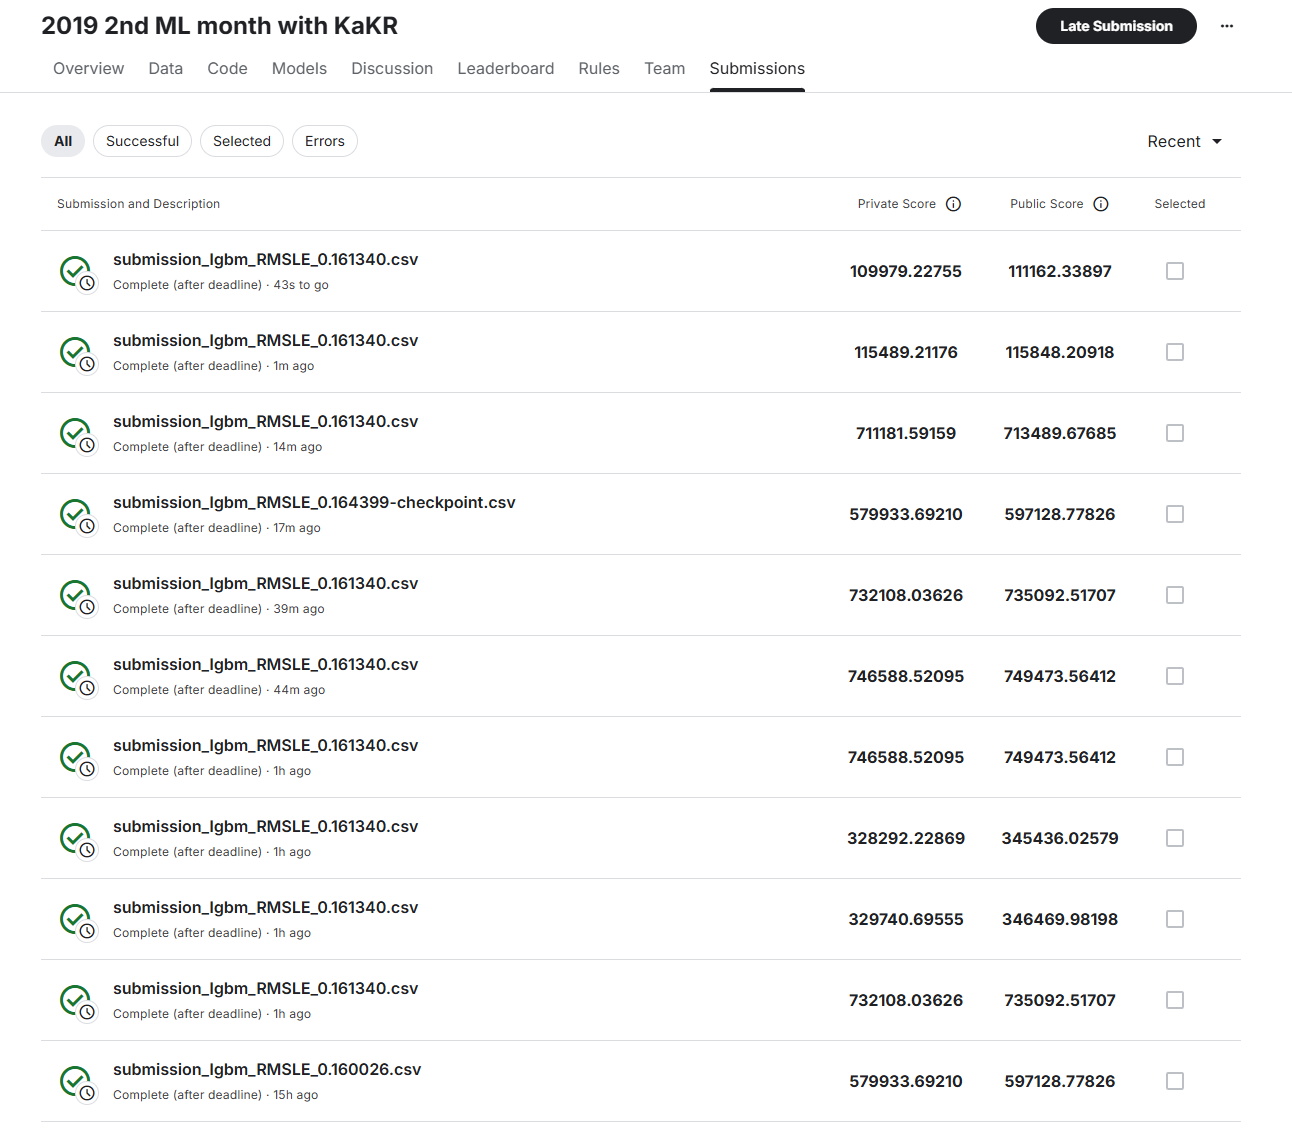 2019 2nd ML month with KaKR
Late Submission
Overview Data Code Models Discussion Leaderboard Rules Team Submissions
All Successful Selected Errors Recent
Submission and Description Private Score Public Score Selected
submission_lgbm_RMSLE_0.161340.csv
Complete (after deadline) · 43s to go
109979.22755 111162.33897
submission_lgbm_RMSLE_0.161340.csv
Complete (after deadline) · 1m ago
115489.21176 115848.20918
submission_lgbm_RMSLE_0.161340.csv
Complete (after deadline) · 14m ago
711181.59159 713489.67685
submission_lgbm_RMSLE_0.164399-checkpoint.csv
Complete (after deadline) · 17m ago
579933.69210 597128.77826
submission_lgbm_RMSLE_0.161340.csv
Complete (after deadline) · 39m ago
732108.03626 735092.51707
submission_lgbm_RMSLE_0.161340.csv
Complete (after deadline) · 44m ago
746588.52095 749473.56412
submission_lgbm_RMSLE_0.161340.csv
Complete (after deadline) · 1h ago
746588.52095 749473.56412
submission_lgbm_RMSLE_0.161340.csv
Complete (after deadline) · 1h ago
328292.22869 345436.02579
submission_lgbm_RMSLE_0.161340.csv
Complete (after deadline) · 1h ago
329740.69555 346469.98198
submission_lgbm_RMSLE_0.161340.csv
Complete (after deadline) · 1h ago
732108.03626 735092.51707
submission_lgbm_RMSLE_0.160026.csv
Complete (after deadline) · 15h ago
579933.69210 597128.77826